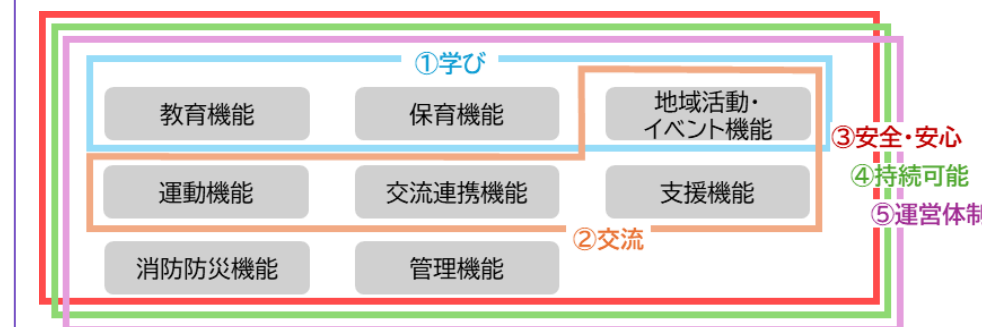 ①学び
教育機能
保育機能
地域活動・
イベント機能
③安全・安心
運動機能
交流連携機能
支援機能
④持続可能
⑤運営体制
②交流
消防防災機能
管理機能